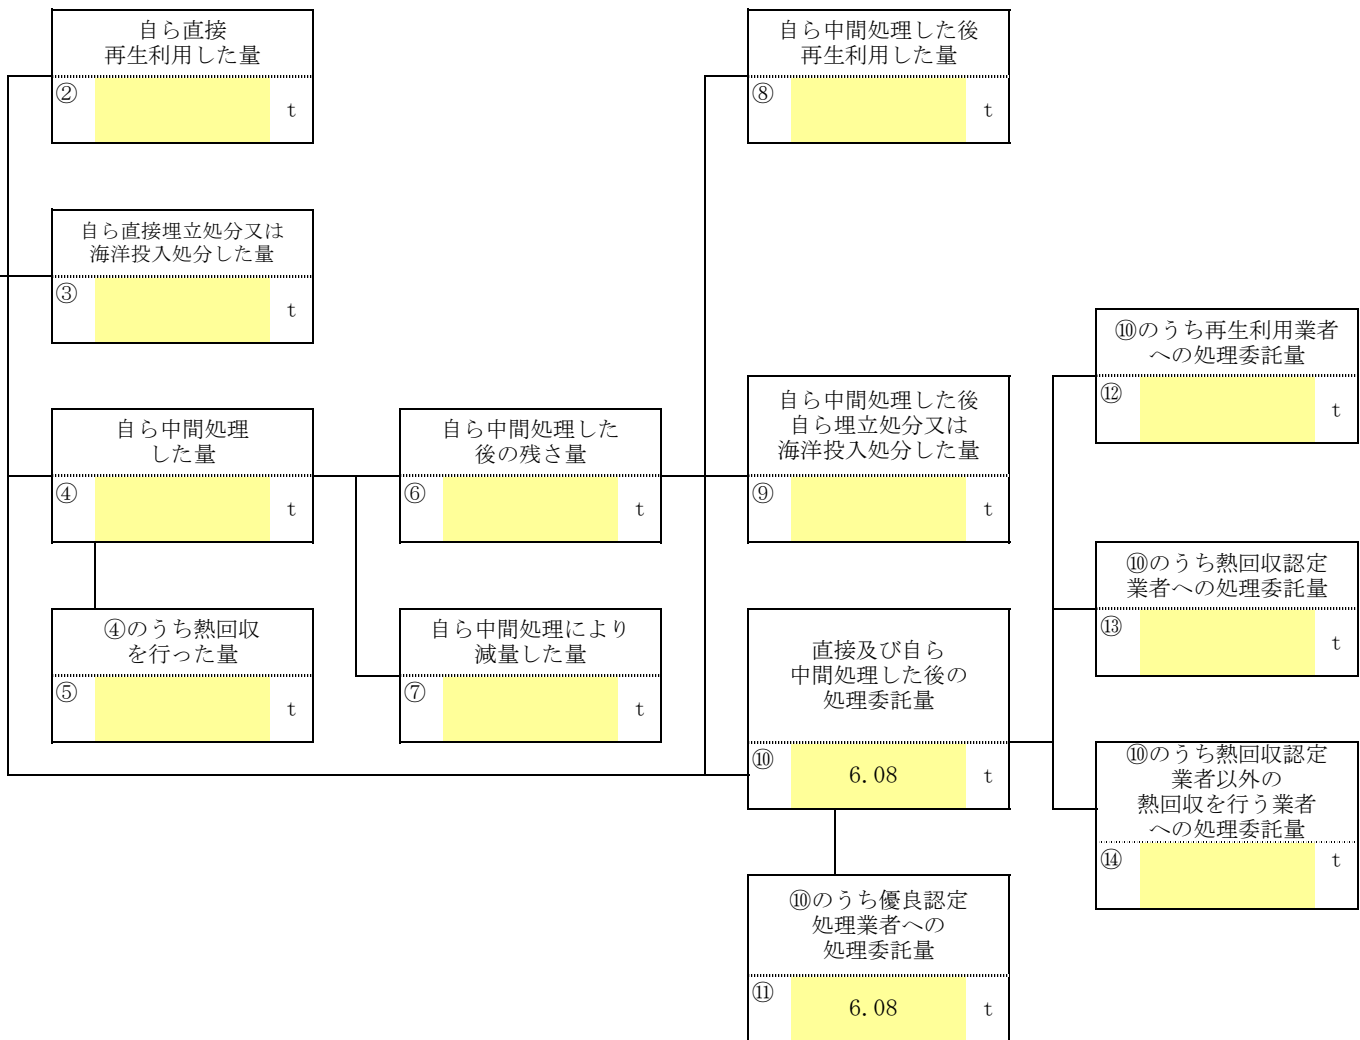 自ら直接
再生利用した量
②
t
自ら中間処理した後
再生利用した量
⑧
t
自ら直接埋立処分又は
海洋投入処分した量
③
t
⑩のうち再生利用業者
への処理委託量
⑫
t
自ら中間処理
した量
④
t
自ら中間処理した
後の残さ量
⑥
t
自ら中間処理した後
自ら埋立処分又は
海洋投入処分した量
⑨
t
⑩のうち熱回収認定
業者への処理委託量
⑬
t
④のうち熱回収
を行った量
⑤
t
自ら中間処理により
減量した量
⑦
t
直接及び自ら
中間処理した後の
処理委託量
⑩ 6.08 t
⑩のうち熱回収認定
業者以外の
熱回収を行う業者
への処理委託量
⑭
t
⑩のうち優良認定
処理業者への
処理委託量
⑪ 6.08 t